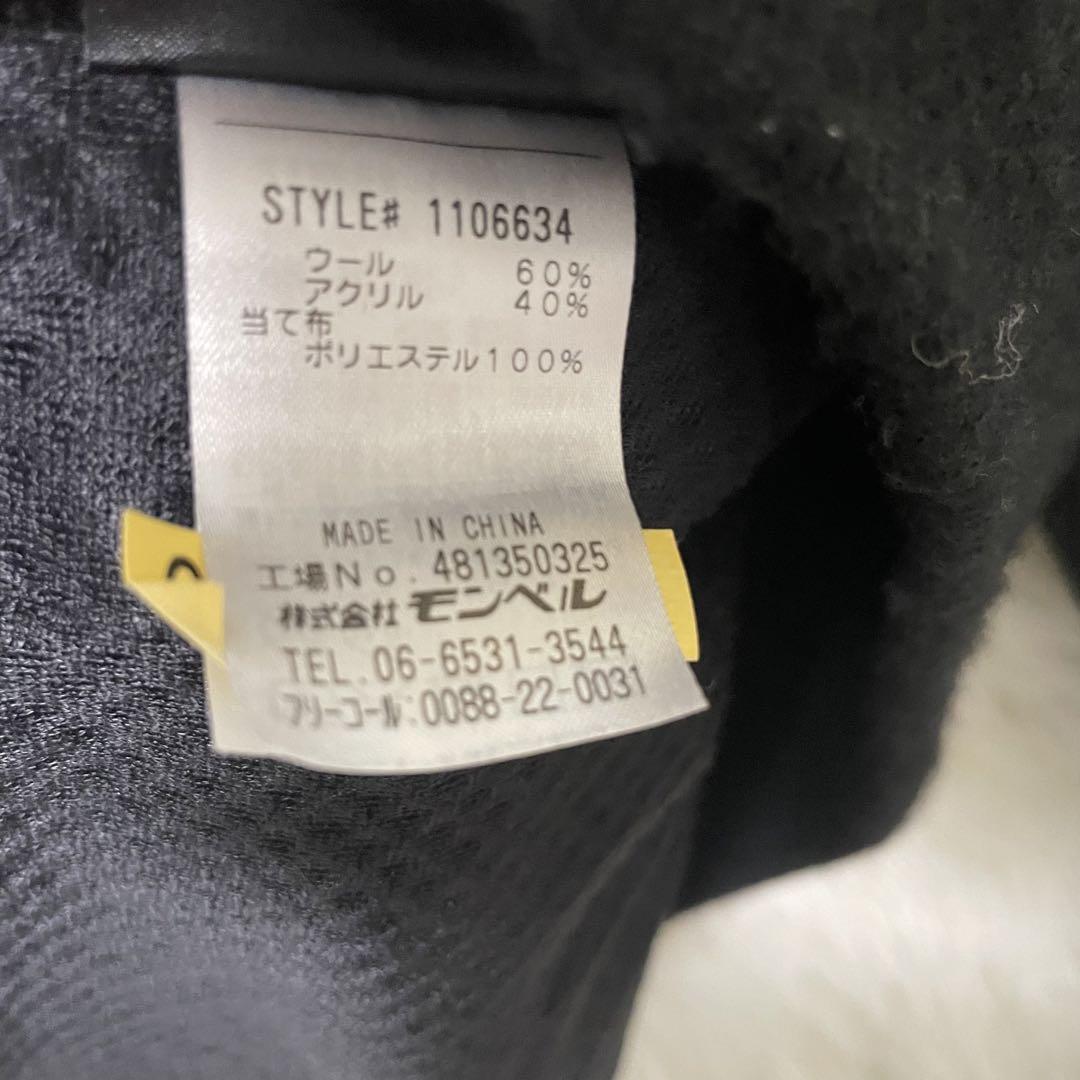 STYLE# 1106634
ウール 60%
アクリル 40%
当て布
ポリエステル100%
MADE IN CHINA
工場No. 481350325
株式会社 モンベル
TEL. 06-6531-3544
フリーコール:0088-22-0031